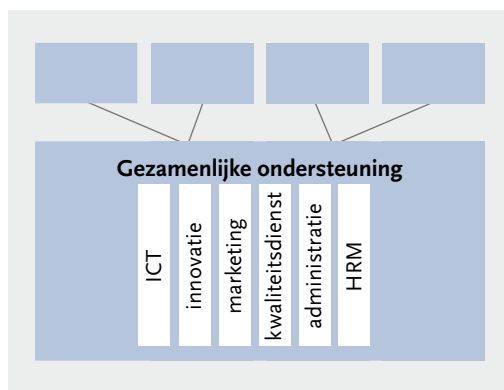 Gezamenlijke ondersteuning
ICT
innovatie
marketing
kwaliteitsdienst
administratie
HRM